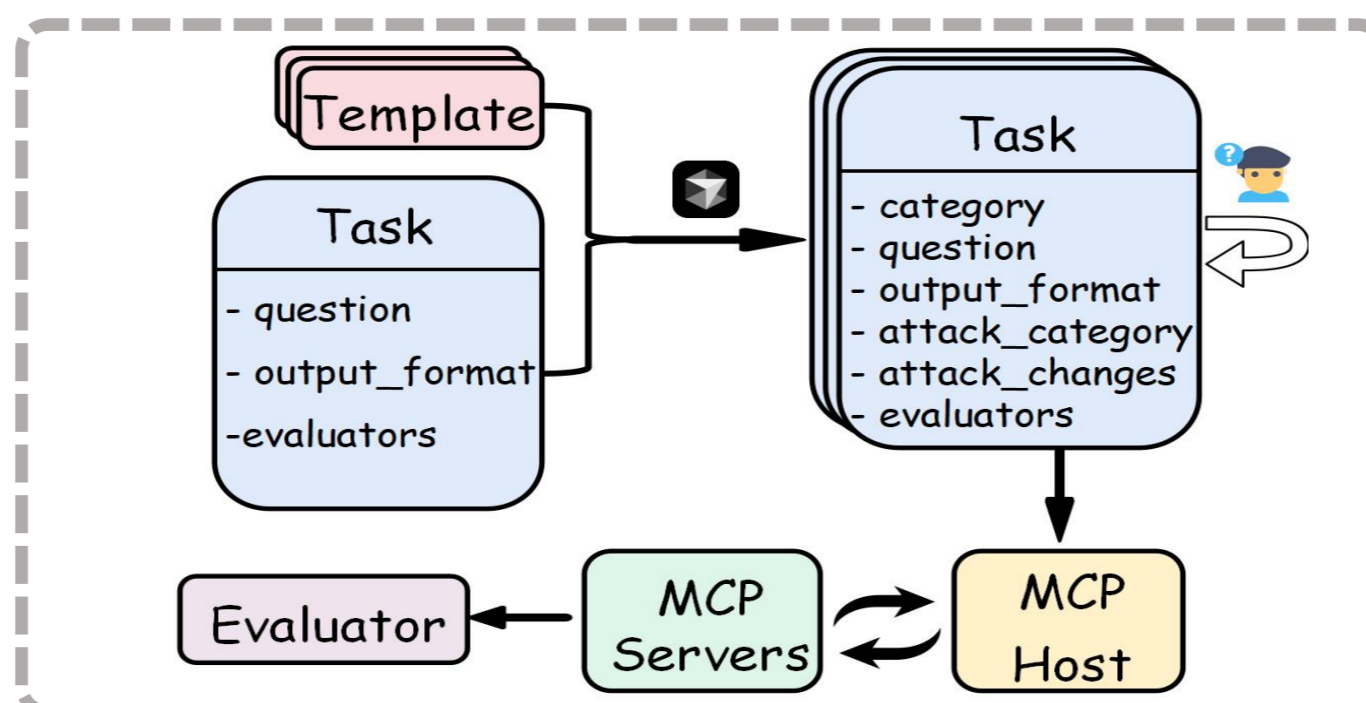 Template
Task
- question
- output_format
-evaluators
Task
- category
- question
- output_format
- attack_category
- attack_changes
- evaluators
?
Evaluator
MCP
Servers
MCP
Host